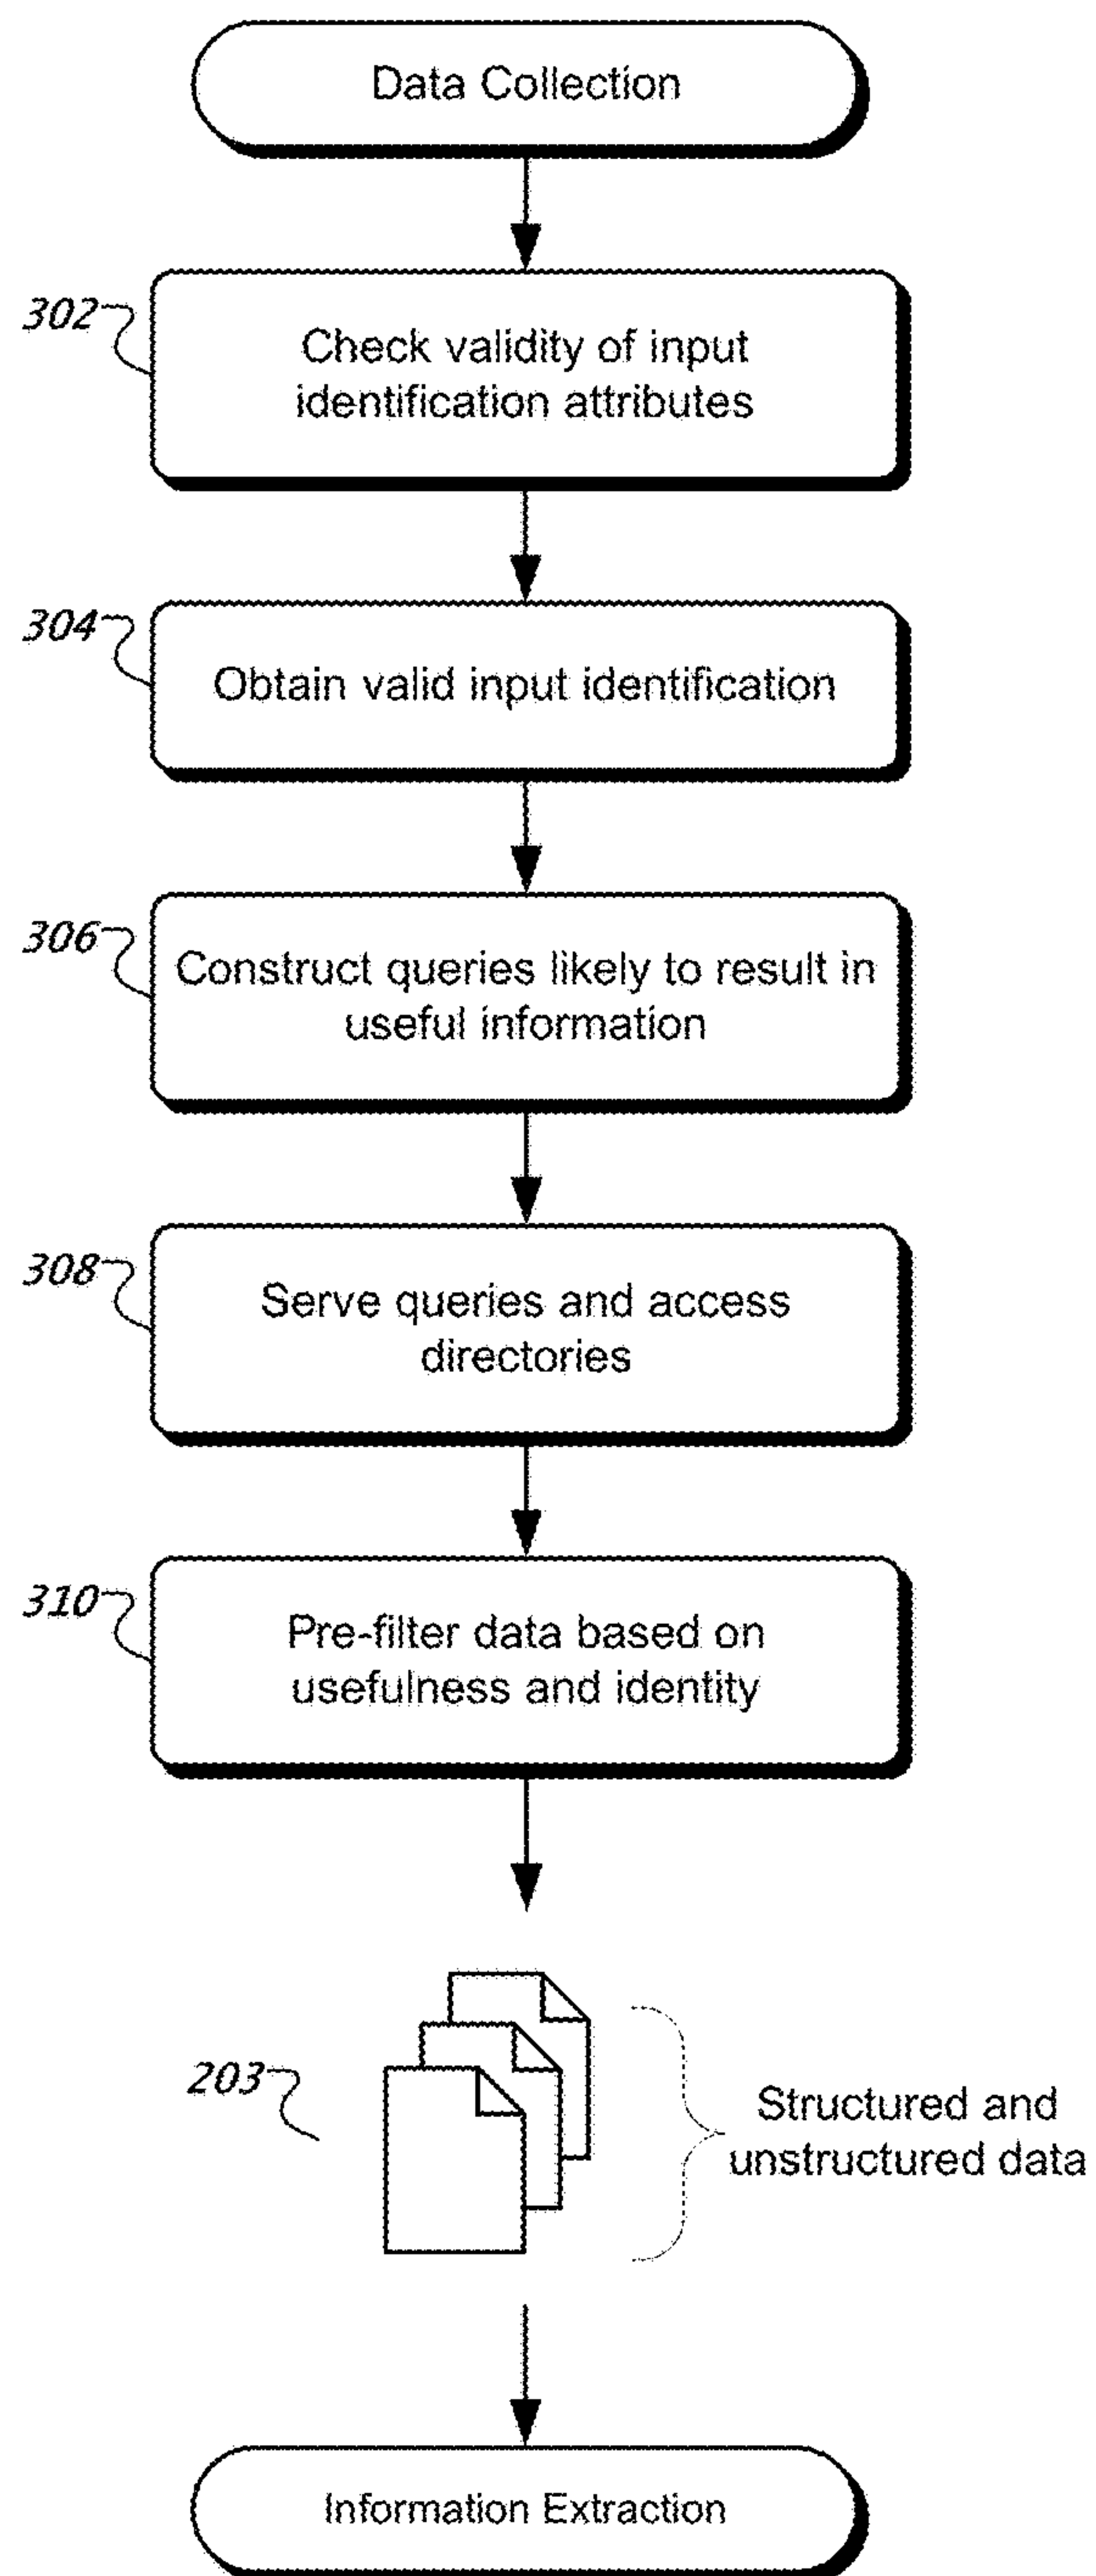 Data Collection
302
Check validity of input
identification attributes
304
Obtain valid input identification
306
Construct queries likely to result in
useful information
308
Serve queries and access
directories
310
Pre-filter data based on
usefulness and identity
203
Structured and
unstructured data
Information Extraction